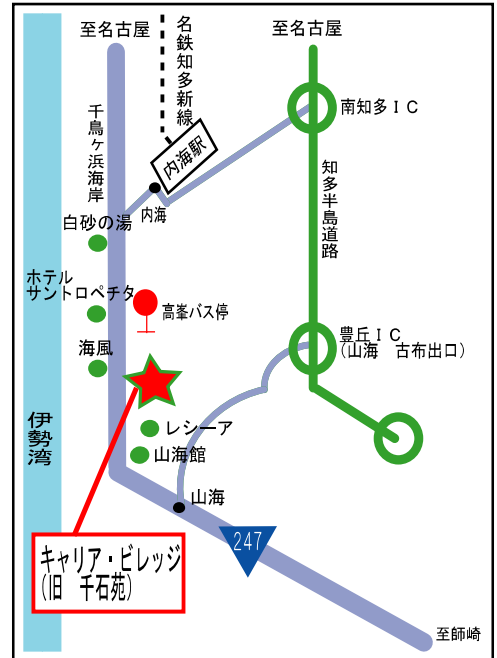 至名古屋
名鉄知多新線
至名古屋
千鳥ヶ浜海岸
南知多ＩＣ
内海駅
知多半島道路
内海
白砂の湯
ホテル
サントロペチタ
高峯バス停
豊丘ＩＣ
(山海　古布出口)
海風
伊勢湾
レシーア
山海館
山海
247
キャリア・ビレッジ
(旧　千石苑)
至師崎